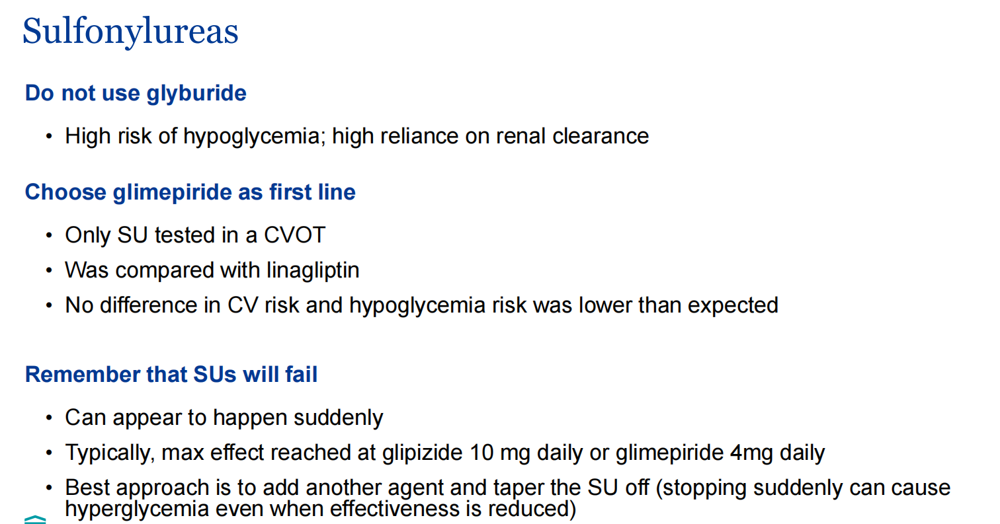 Sulfonylureas
Do not use glyburide
• High risk of hypoglycemia; high reliance on renal clearance
Choose glimepiride as first line
• Only SU tested in a CVOT
• Was compared with linagliptin
• No difference in CV risk and hypoglycemia risk was lower than expected
Remember that SUs will fail
• Can appear to happen suddenly
• Typically, max effect reached at glipizide 10 mg daily or glimepiride 4mg daily
• Best approach is to add another agent and taper the SU off (stopping suddenly can cause
hyperglycemia even when effectiveness is reduced)